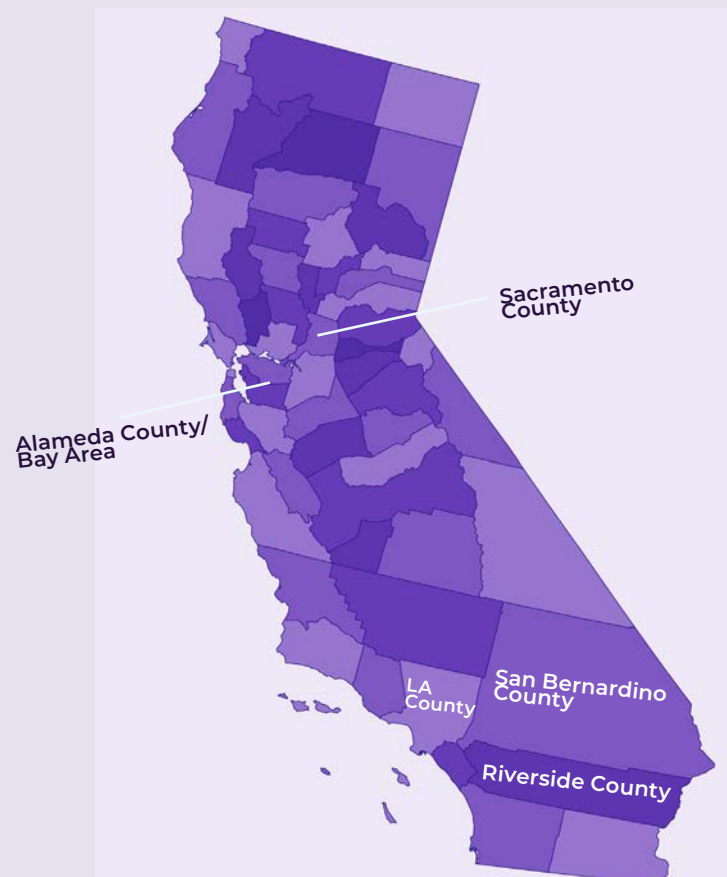 Sacramento
County
Alameda County/
Bay Area
LA
County
San Bernardino
County
Riverside County